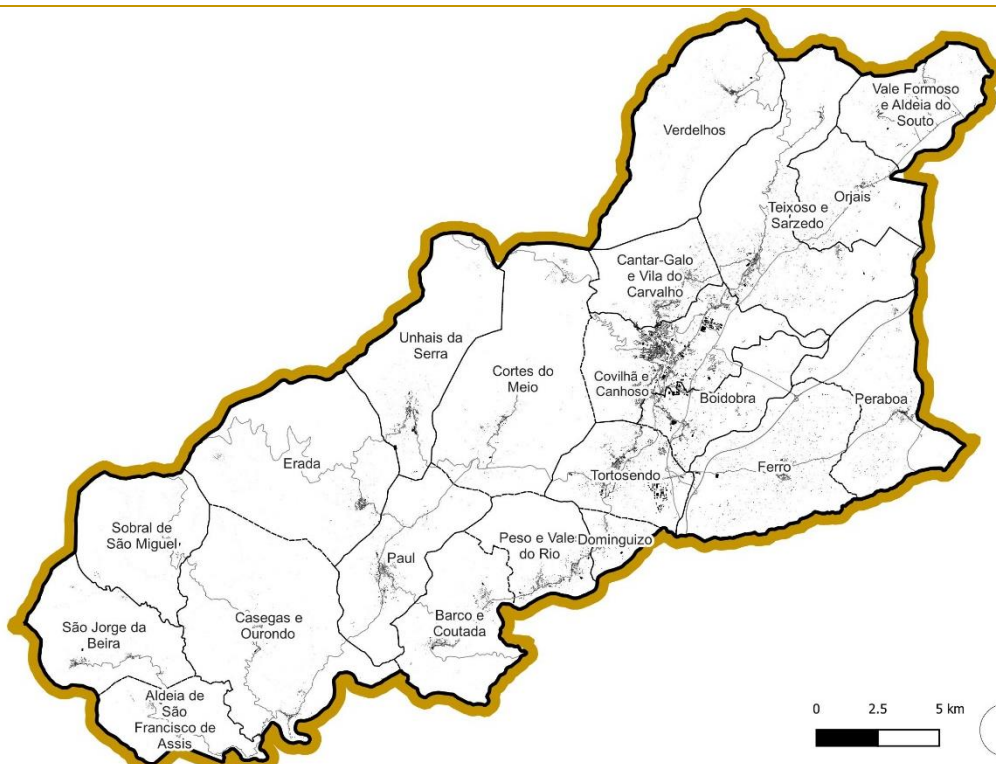 Vale Formoso
e Aldeia do
Souto
Verdelhos
Orjais
Teixoso e
Sarzedo
Cantar-Galo
e Vila do
Carvalho
Unhais da
Serra
Cortes do
Meio
Covilhã e
Canhoso
Boidobra
Peraboa
Erada
Tortosendo
Ferro
Sobral de
São Miguel
Paul
Peso e Vale
do Rio
Dominguizo
São Jorge da
Beira
Casegas e
Ourondo
Barco e
Coutada
Aldeia de
São
Francisco de
Assis
0 2.5 5 km